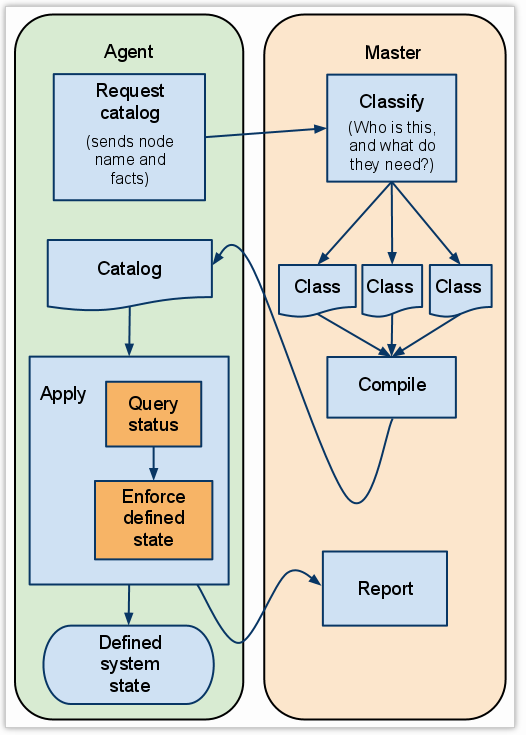 Agent
Request
catalog
(sends node
name and
facts)
Catalog
Apply
Query
status
Enforce
defined
state
Defined
system
state
Master
Classify
(Who is this,
and what do
they need?)
Class
Class
Class
Compile
Report